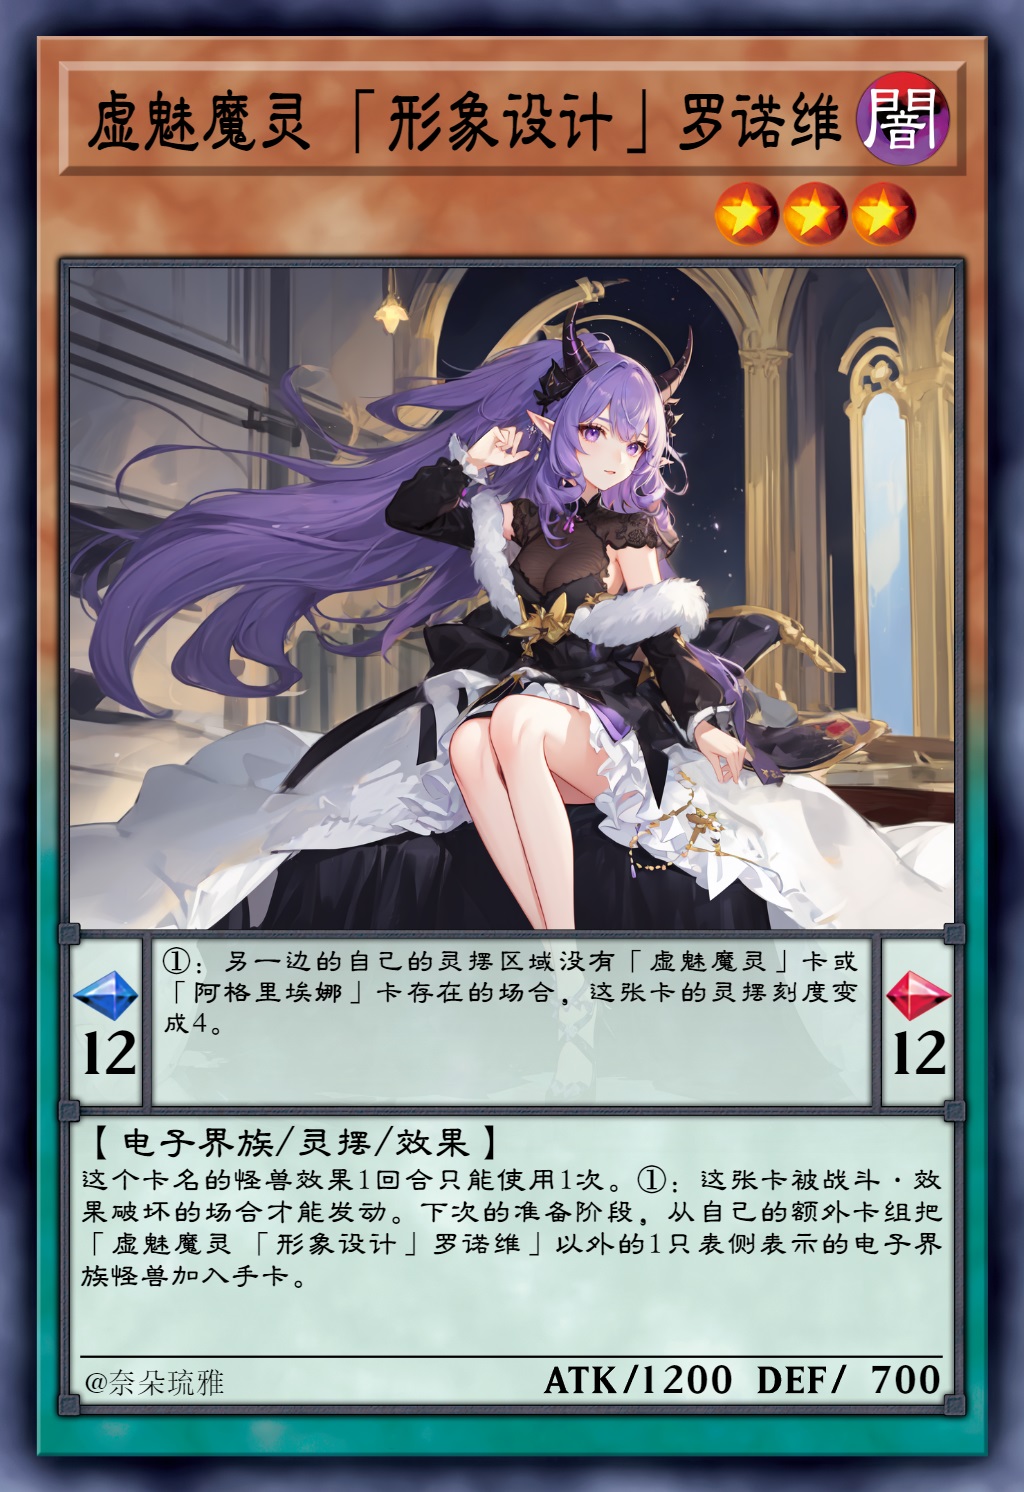 虚魅魔灵「形象设计」罗诺维
闇
①：另一边的自己的灵摆区域没有「虚魅魔灵」卡或
「阿格里埃娜」卡存在的场合，这张卡的灵摆刻度变
成4。
12
12
【电子界族/灵摆/效果】
这个卡名的怪兽效果1回合只能使用1次。①：这张卡被战斗·效
果破坏的场合才能发动。下次的准备阶段，从自己的额外卡组把
「虚魅魔灵 「形象设计」罗诺维」以外的1只表侧表示的电子界
族怪兽加入手卡。
@奈朵琉雅
ATK/1200 DEF/ 700